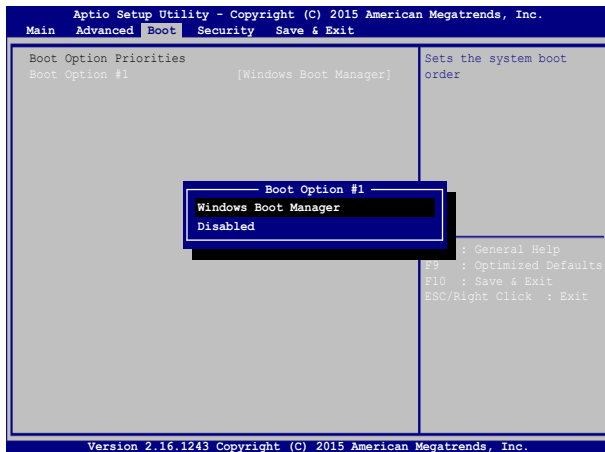 Aptio Setup Utility - Copyright (C) 2015 American Megatrends, Inc.
Main Advanced Boot Security Save & Exit
Boot Option Priorities
Boot Option #1 [Windows Boot Manager]
Sets the system boot
order
Boot Option #1
Windows Boot Manager
Disabled
: General Help
F9 : Optimized Defaults
F10 : Save & Exit
ESC/Right Click : Exit
Version 2.16.1243 Copyright (C) 2015 American Megatrends, Inc.